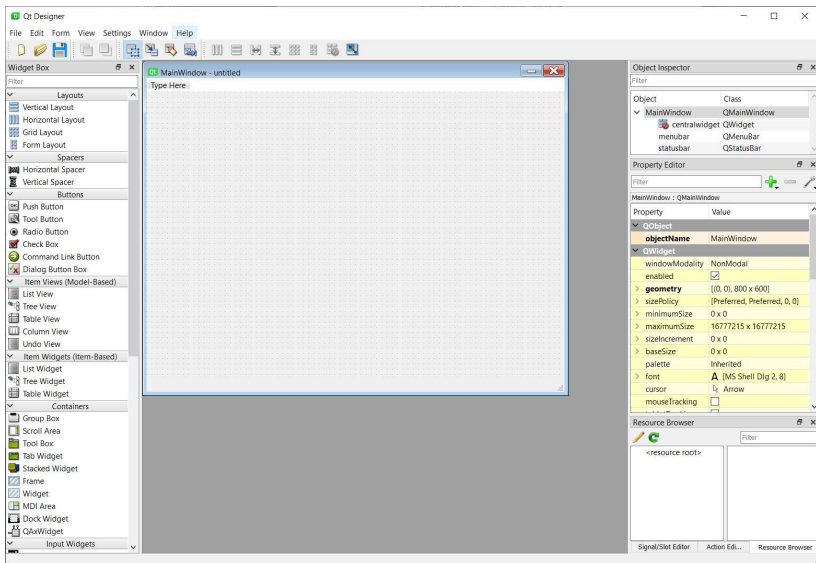 Qt Designer
File Edit Form View Settings Window Help
Widget Box
Filter
Layouts
Vertical Layout
Horizontal Layout
Grid Layout
Form Layout
Spacers
Horizontal Spacer
Vertical Spacer
Buttons
Push Button
Tool Button
Radio Button
Check Box
Command Link Button
Dialog Button Box
Item Views (Model-Based)
List View
Tree View
Table View
Column View
Undo View
Item Widgets (Item-Based)
List Widget
Tree Widget
Table Widget
Containers
Group Box
Scroll Area
Tool Box
Tab Widget
Stacked Widget
Frame
Widget
MDI Area
Dock Widget
QAxWidget
Input Widgets
MainWindow - untitled
Type Here
Object Inspector
Filter
Object Class
MainWindow QMainWindow
centralwidget QWidget
menubar QMenuBar
statusbar QStatusBar
Property Editor
Filter
MainWindow : QMainWindow
Property Value
QObject
objectName MainWindow
QWidget
windowModality NonModal
enabled
geometry [(0, 0), 800 x 600]
sizePolicy [Preferred, Preferred, 0, 0]
minimumSize 0 x 0
maximumSize 16777215 x 16777215
sizeIncrement 0 x 0
baseSize 0 x 0
palette Inherited
font A [MS Shell Dlg 2, 8]
cursor Arrow
mouseTracking
Resource Browser
Filter
<resource root>
Signal/Slot Editor Action Edi... Resource Browser